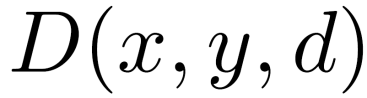 D(x, y, d)